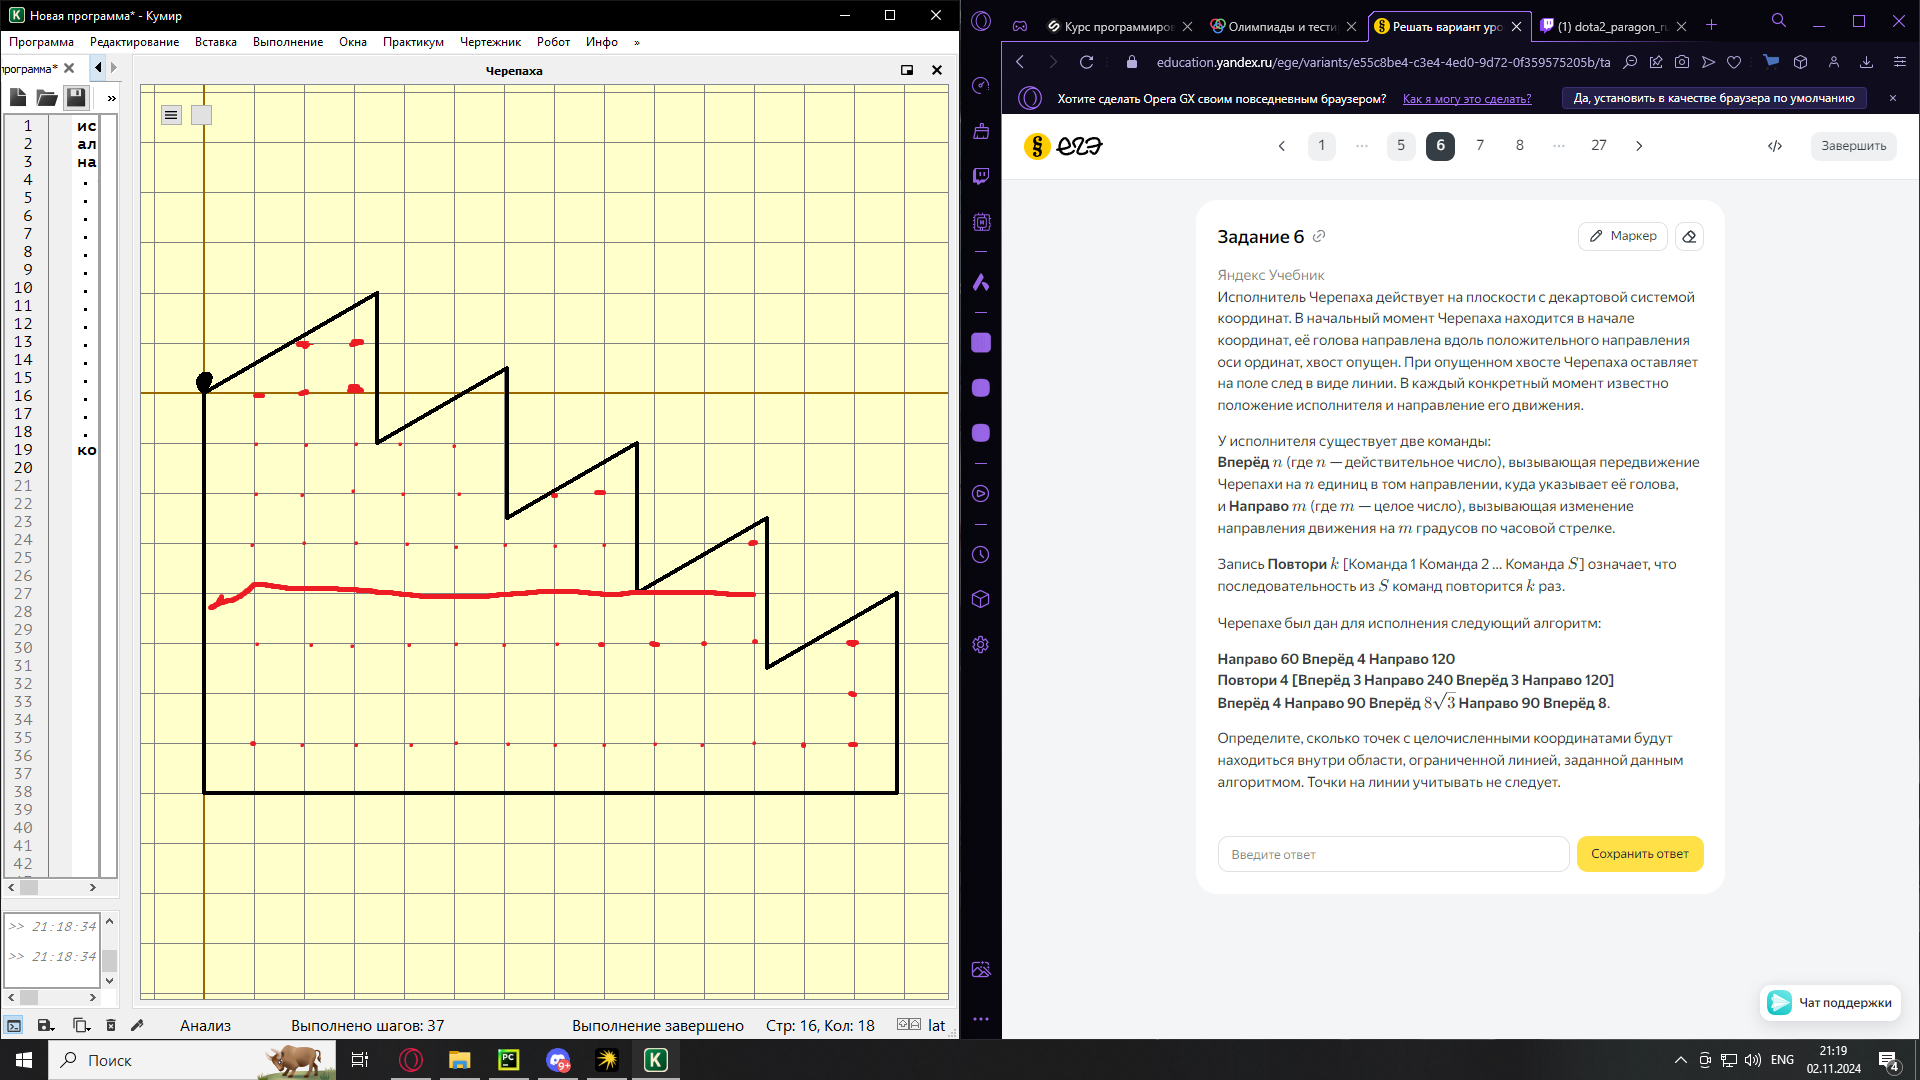 Новая программа* - Кумир
Программа Редактирование Вставка Выполнение Окна Практикум Чертежник Робот Инфо »
программа*
Черепаха
»
1 ис
2 ал
3 на
4 .
5 .
6 .
7 .
8 .
9 .
10 .
11 .
12 .
13 .
14 .
15 .
16 .
17 .
18 .
19 ко
20
21
22
23
24
25
26
27
28
29
30
31
32
33
34
35
36
37
38
39
40
41
42
>> 21:18:34
>> 21:18:34
Анализ Выполнено шагов: 37 Выполнение завершено Стр: 16, Кол: 18 lat
Курс программиров
Олимпиады и тести
Решать вариант уро
(1) dota2_paragon_ru
education.yandex.ru/ege/variants/e55c8be4-c3e4-4ed0-9d72-0f359575205b/ta
Хотите сделать Opera GX своим повседневным браузером? Как я могу это сделать? Да, установить в качестве браузера по умолчанию
§ ЕГЭ
1 ... 5 6 7 8 ... 27
</> Завершить
Задание 6
Маркер
Яндекс Учебник
Исполнитель Черепаха действует на плоскости с декартовой системой
координат. В начальный момент Черепаха находится в начале
координат, её голова направлена вдоль положительного направления
оси ординат, хвост опущен. При опущенном хвосте Черепаха оставляет
на поле след в виде линии. В каждый конкретный момент известно
положение исполнителя и направление его движения.
У исполнителя существует две команды:
Вперёд n (где n — действительное число), вызывающая передвижение
Черепахи на n единиц в том направлении, куда указывает её голова,
и Направо m (где m — целое число), вызывающая изменение
направления движения на m градусов по часовой стрелке.
Запись Повтори k [Команда 1 Команда 2 … Команда S] означает, что
последовательность из S команд повторится k раз.
Черепахе был дан для исполнения следующий алгоритм:
Направо 60 Вперёд 4 Направо 120
Повтори 4 [Вперёд 3 Направо 240 Вперёд 3 Направо 120]
Вперёд 4 Направо 90 Вперёд 8√3 Направо 90 Вперёд 8.
Определите, сколько точек с целочисленными координатами будут
находиться внутри области, ограниченной линией, заданной данным
алгоритмом. Точки на линии учитывать не следует.
Введите ответ
Сохранить ответ
Чат поддержки
Поиск
PC
9+
K
ENG
21:19
02.11.2024
4